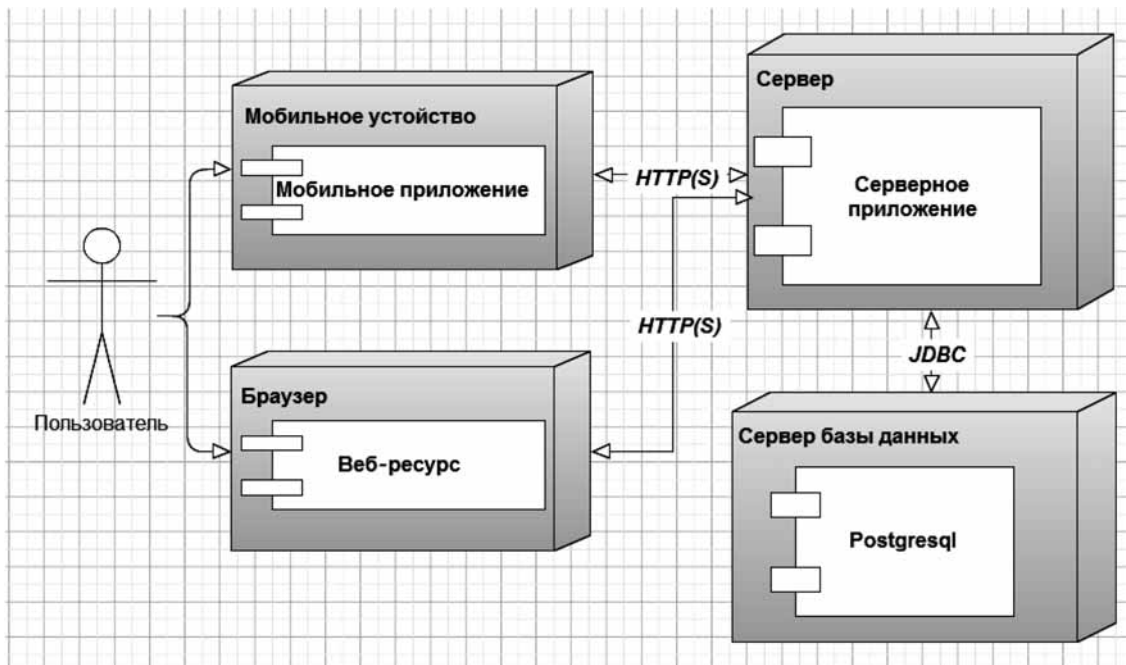 Сервер
Мобильное устойство
Мобильное приложение
HTTP(S)
Серверное
приложение
HTTP(S)
JDBC
Браузер
Пользователь
Веб-ресурс
Сервер базы данных
Postgresql